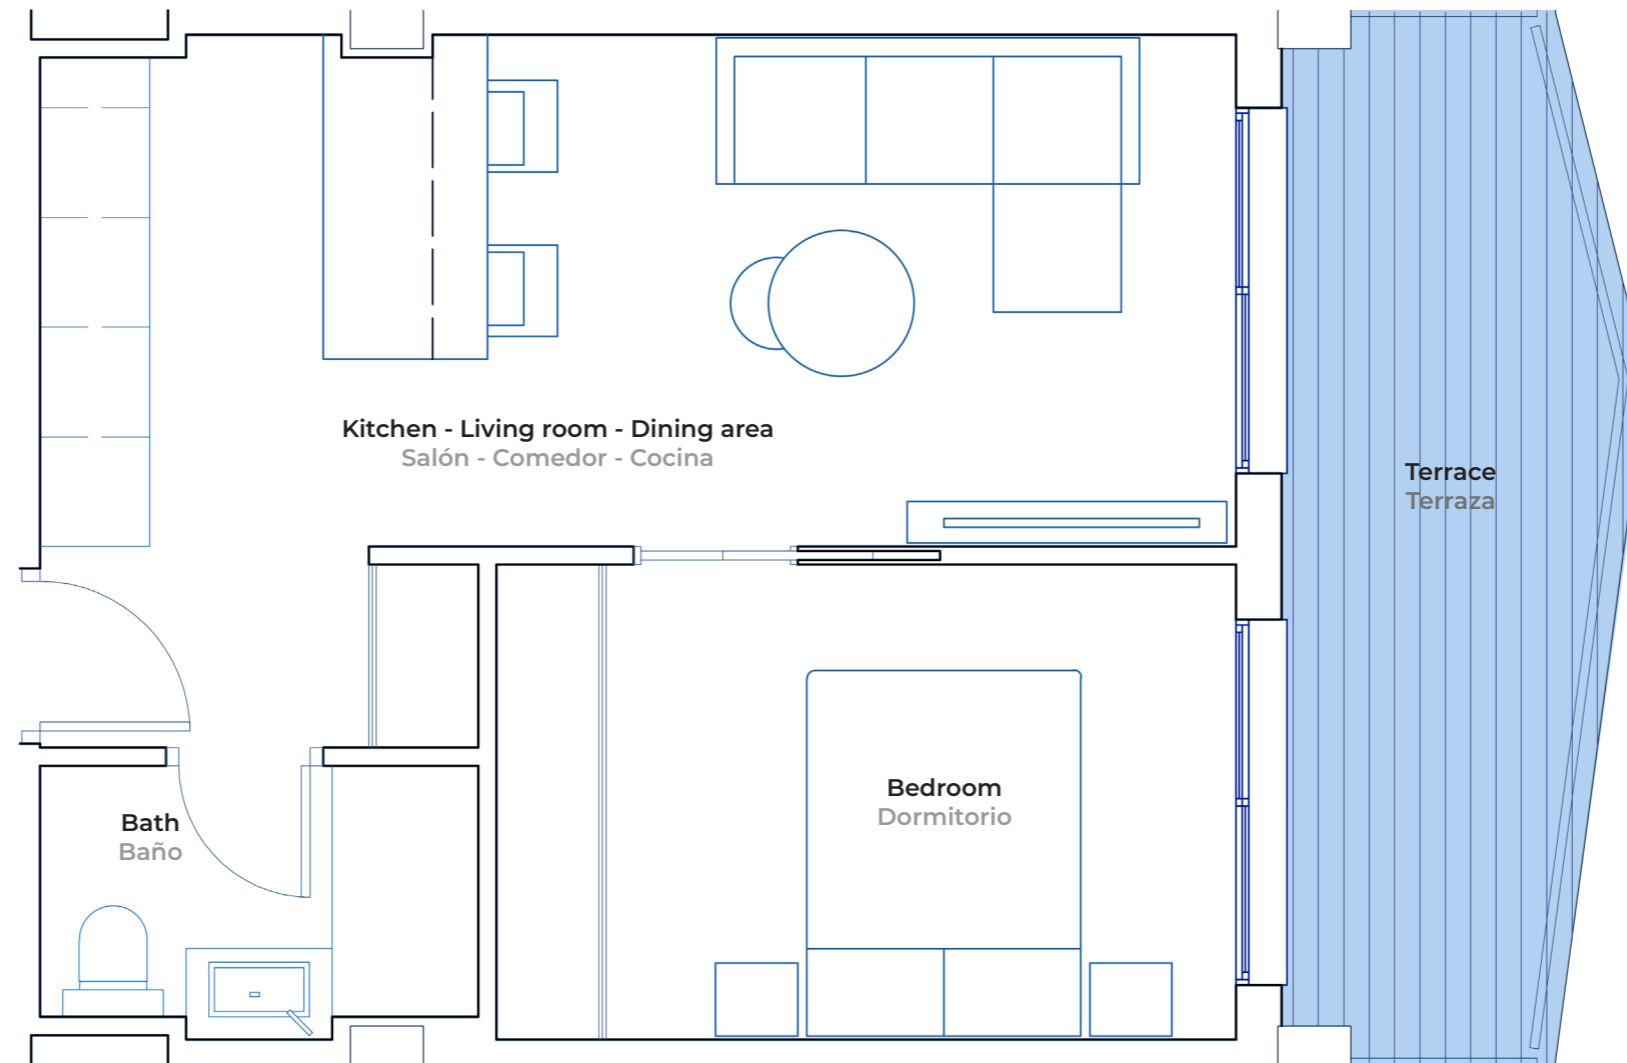 Kitchen - Living room - Dining area
Salón - Comedor - Cocina
Terrace
Terraza
Bedroom
Dormitorio
Bath
Baño